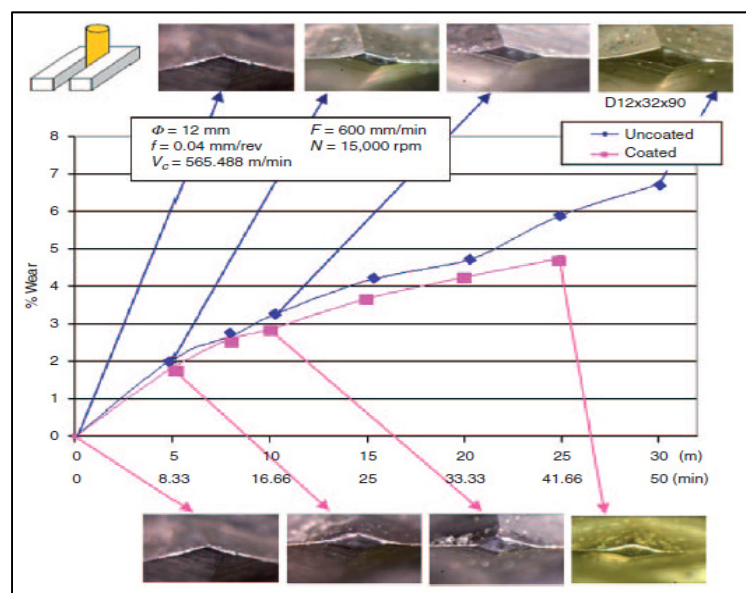 D12x32x90
Φ = 12 mm F = 600 mm/min
f = 0.04 mm/rev N = 15,000 rpm
Vc = 565.488 m/min
Uncoated
Coated
% Wear
8
7
6
5
4
3
2
1
0
0 5 10 15 20 25 30 (m)
0 8.33 16.66 25 33.33 41.66 50 (min)